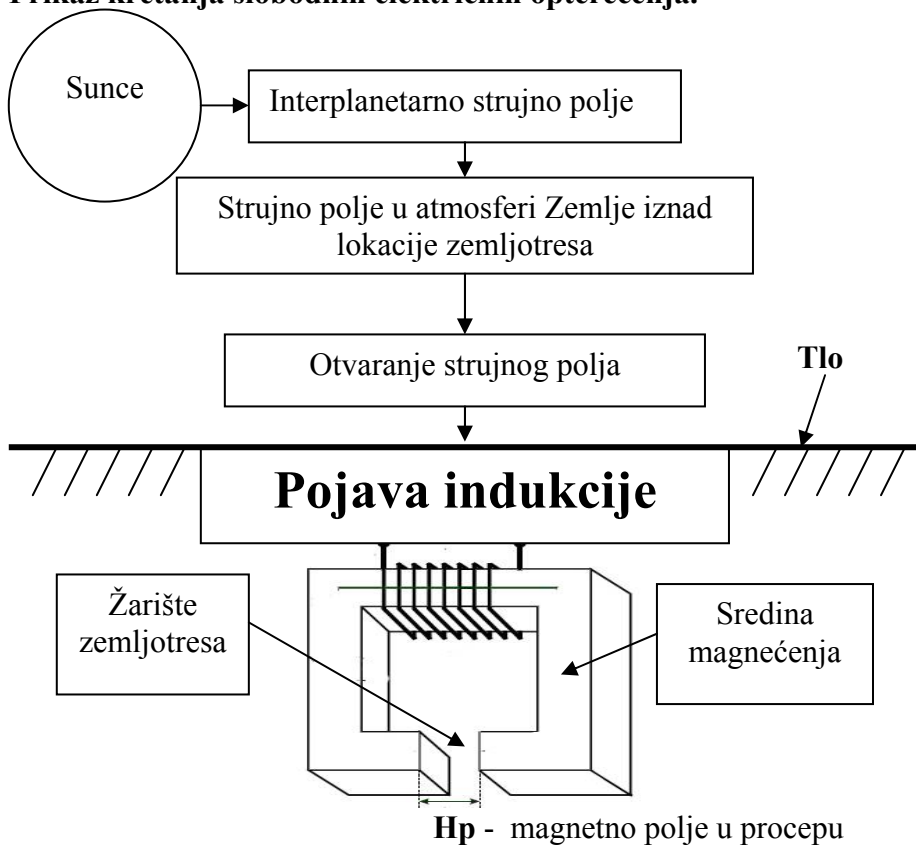 Prikaz kretanja slobodnih električnih opterećenja.
Sunce
Interplanetarno strujno polje
Strujno polje u atmosferi Zemlje iznad
lokacije zemljotresa
Otvaranje strujnog polja
Tlo
Pojava indukcije
Žarište
zemljotresa
Sredina
magnećenja
Hp - magnetno polje u procepu